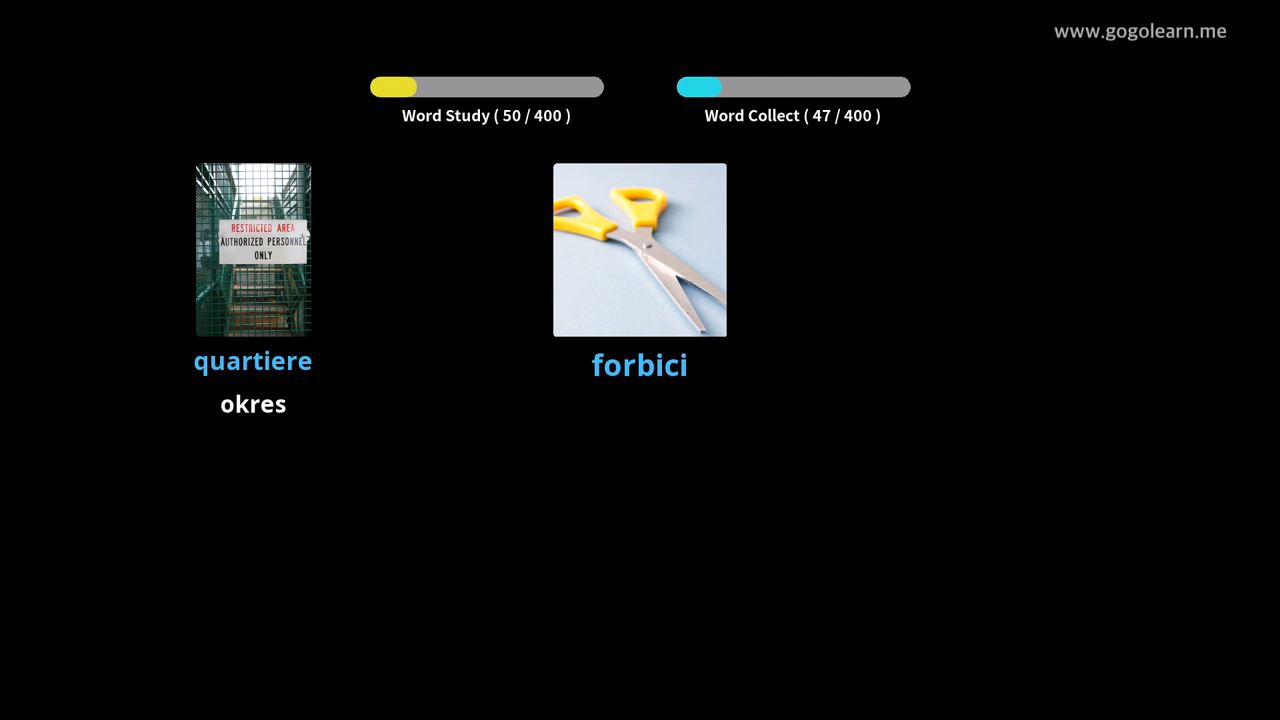 www.gogolearn.me
Word Study ( 50 / 400 )
Word Collect ( 47 / 400 )
RESTRICTED AREA
AUTHORIZED PERSONNEL
ONLY
quartiere
forbici
okres